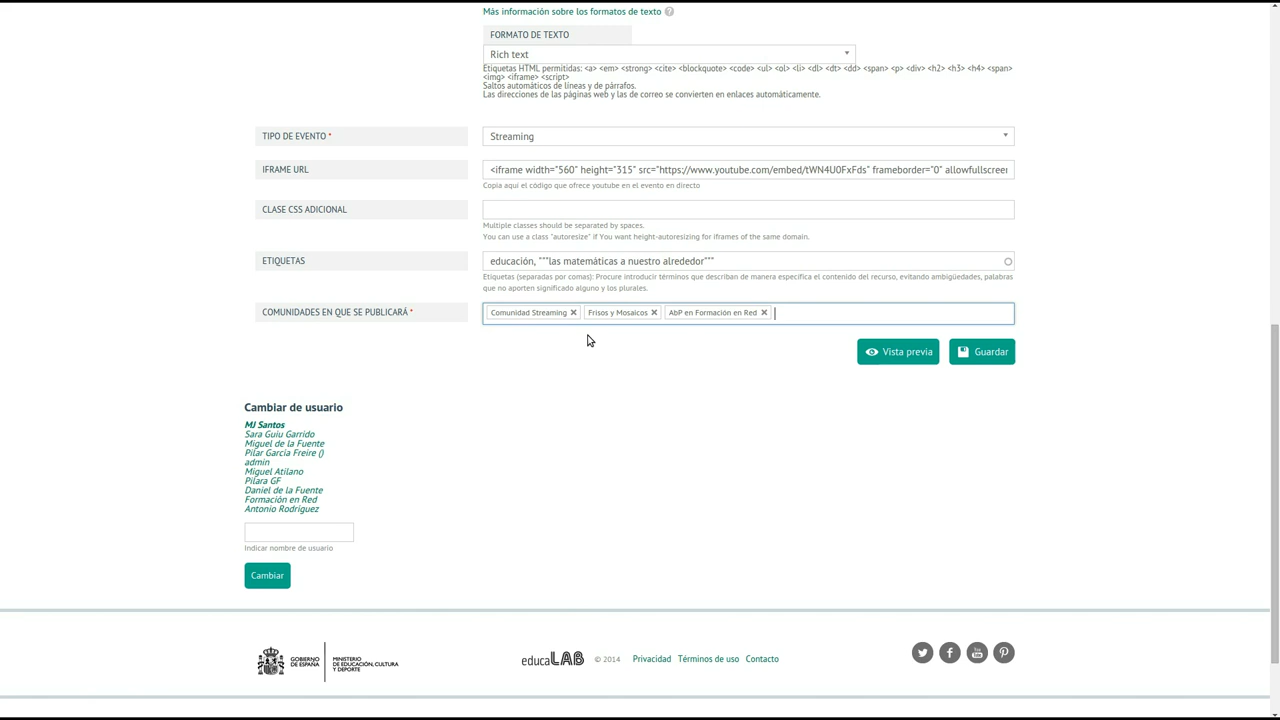 Más información sobre los formatos de texto ?
FORMATO DE TEXTO
Rich text
Etiquetas HTML permitidas: <a> <em> <strong> <cite> <blockquote> <code> <ul> <ol> <li> <dl> <dt> <dd> <span> <p> <div> <h2> <h3> <h4> <span>
<img> <iframe> <script>
Saltos automáticos de líneas y de párrafos.
Las direcciones de las páginas web y las de correo se convierten en enlaces automáticamente.
TIPO DE EVENTO *
Streaming
IFRAME URL
<iframe width="560" height="315" src="https://www.youtube.com/embed/tWN4U0FxFds" frameborder="0" allowfullscreen
Copia aquí el código que ofrece youtube en el evento en directo
CLASE CSS ADICIONAL
Multiple classes should be separated by spaces.
You can use a class "autoresize" if You want height-autoresizing for iframes of the same domain.
ETIQUETAS
educación, """las matemáticas a nuestro alrededor"""
Etiquetas (separadas por comas): Procure introducir términos que describan de manera específica el contenido del recurso, evitando ambigüedades, palabras
que no aporten significado alguno y los plurales.
COMUNIDADES EN QUE SE PUBLICARÁ *
Comunidad Streaming × Frisos y Mosaicos × AbP en Formación en Red ×
Vista previa
Guardar
Cambiar de usuario
MJ Santos
Sara Guiu Garrido
Miguel de la Fuente
Pilar Garcia Freire ()
admin
Miguel Atilano
Pilara GF
Daniel de la Fuente
Formación en Red
Antonio Rodriguez
Indicar nombre de usuario
Cambiar
GOBIERNO
DE ESPAÑA
MINISTERIO
DE EDUCACIÓN, CULTURA
Y DEPORTE
educaLAB © 2014 Privacidad Términos de uso Contacto